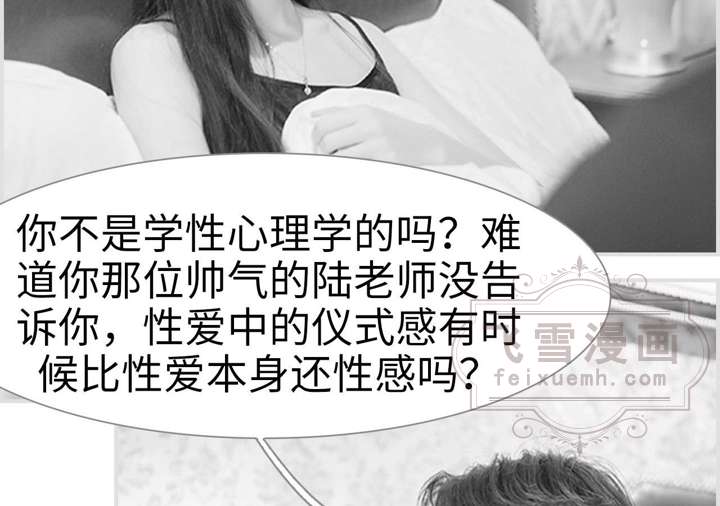 你不是学性心理学的吗？难
道你那位帅气的陆老师没告
诉你，性爱中的仪式感有时
候比性爱本身还性感吗？
飞雪漫画
feixuemh.com